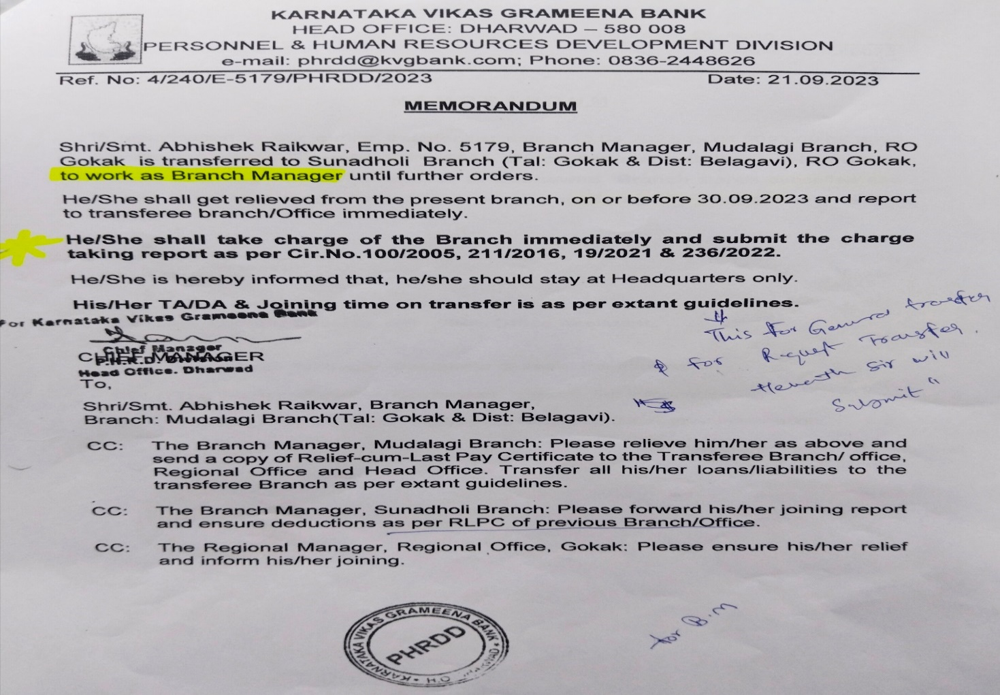 KARNATAKA VIKAS GRAMEENA BANK
HEAD OFFICE: DHARWAD – 580 008
PERSONNEL & HUMAN RESOURCES DEVELOPMENT DIVISION
e-mail: phrdd@kvgbank.com; Phone: 0836-2448626
Ref. No: 4/240/E-5179/PHRDD/2023 Date: 21.09.2023
MEMORANDUM
Shri/Smt. Abhishek Raikwar, Emp. No. 5179, Branch Manager, Mudalagi Branch, RO
Gokak is transferred to Sunadholi Branch (Tal: Gokak & Dist: Belagavi), RO Gokak,
to work as Branch Manager until further orders.
He/She shall get relieved from the present branch, on or before 30.09.2023 and report
to transferee branch/Office immediately.
He/She shall take charge of the Branch immediately and submit the charge
taking report as per Cir.No.100/2005, 211/2016, 19/2021 & 236/2022.
He/She is hereby informed that, he/she should stay at Headquarters only.
His/Her TA/DA & Joining time on transfer is as per extant guidelines.
For Karnataka Vikas Grameena Bank
This for General transfer
& for Request Transfer.
Sir will
Submit"
Chief Manager
CHIEF MANAGER
P.H.R.D. Division
Head Office. Dharwad
To,
Shri/Smt. Abhishek Raikwar, Branch Manager,
Branch: Mudalagi Branch(Tal: Gokak & Dist: Belagavi).
CC: The Branch Manager, Mudalagi Branch: Please relieve him/her as above and
send a copy of Relief-cum-Last Pay Certificate to the Transferee Branch/ office,
Regional Office and Head Office. Transfer all his/her loans/liabilities to the
transferee Branch as per extant guidelines.
CC: The Branch Manager, Sunadholi Branch: Please forward his/her joining report
and ensure deductions as per RLPC of previous Branch/Office.
CC: The Regional Manager, Regional Office, Gokak: Please ensure his/her relief
and inform his/her joining.
for B.M
KARNATAKA VIKAS GRAMEENA BANK
PHRDD
H.O